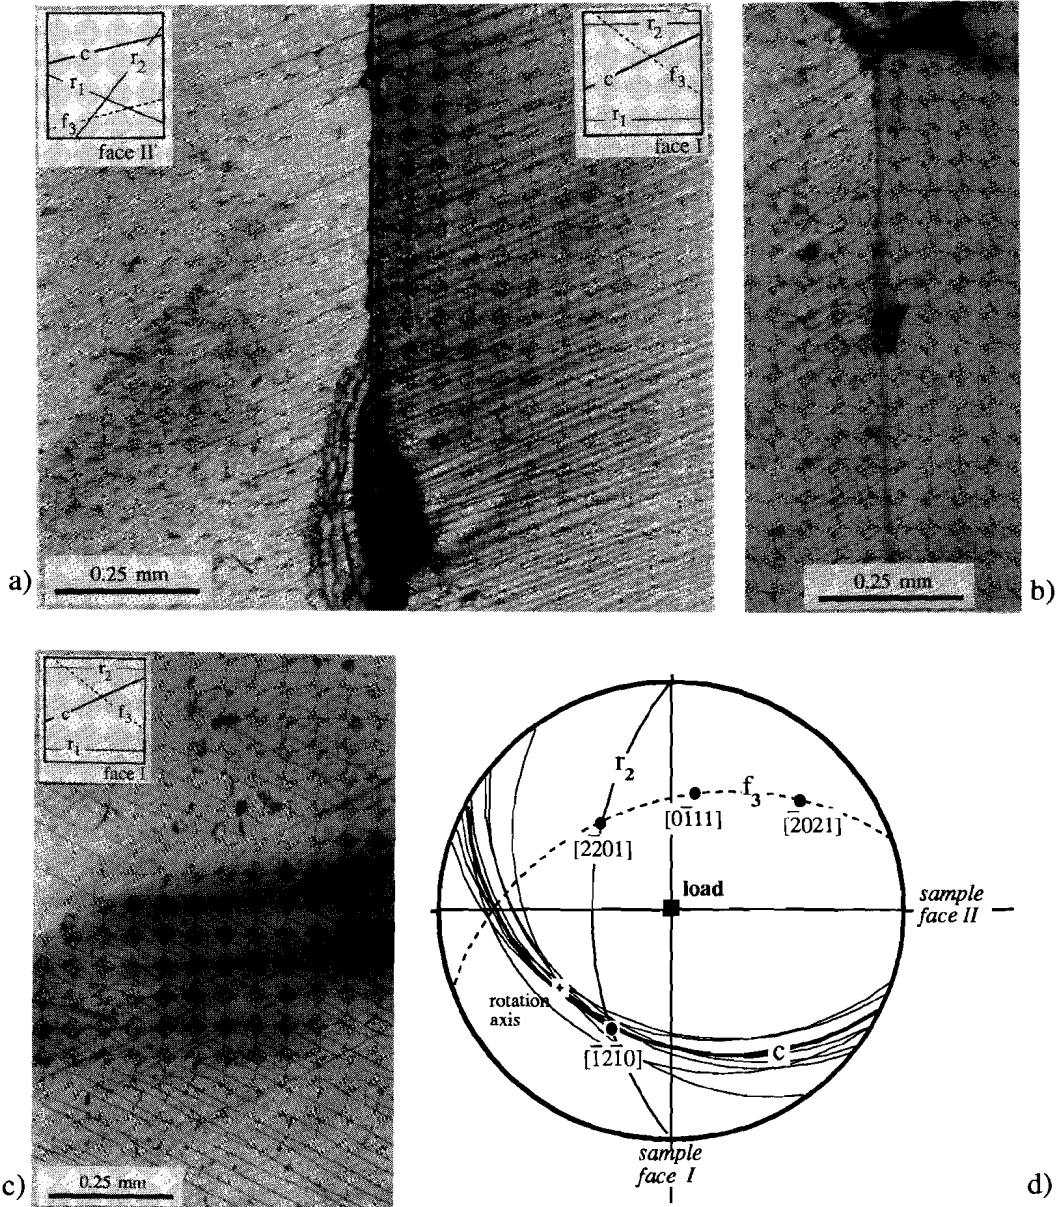 a)
c
r2
r1
f3
face II
r2
c
f3
r1
face I
0.25 mm
b)
0.25 mm
c)
r2
c
f3
r1
face I
0.25 mm
d)
r2
f3
[2̄201]
[01̄11]
[2̄021]
load
sample
face II
rotation
axis
c
[1̄21̄0]
sample
face I